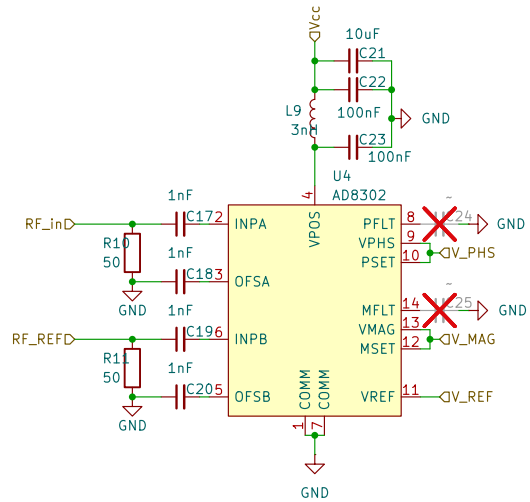 Vcc
10uF
C21
C22
L9
100nF
3nH
C23
100nF
U4
AD8302
4
VPOS
1nF
RF_in
C17
2
INPA
R10
50
1nF
C18
3
OFSA
GND
1nF
RF_REF
C19
6
INPB
R11
50
1nF
C20
5
OFSB
GND
GND
~
8
PFLT
C24
GND
9
VPHS
10
PSET
V_PHS
~
14
MFLT
C25
GND
13
VMAG
12
MSET
V_MAG
11
VREF
V_REF
COMM
COMM
1
7
GND